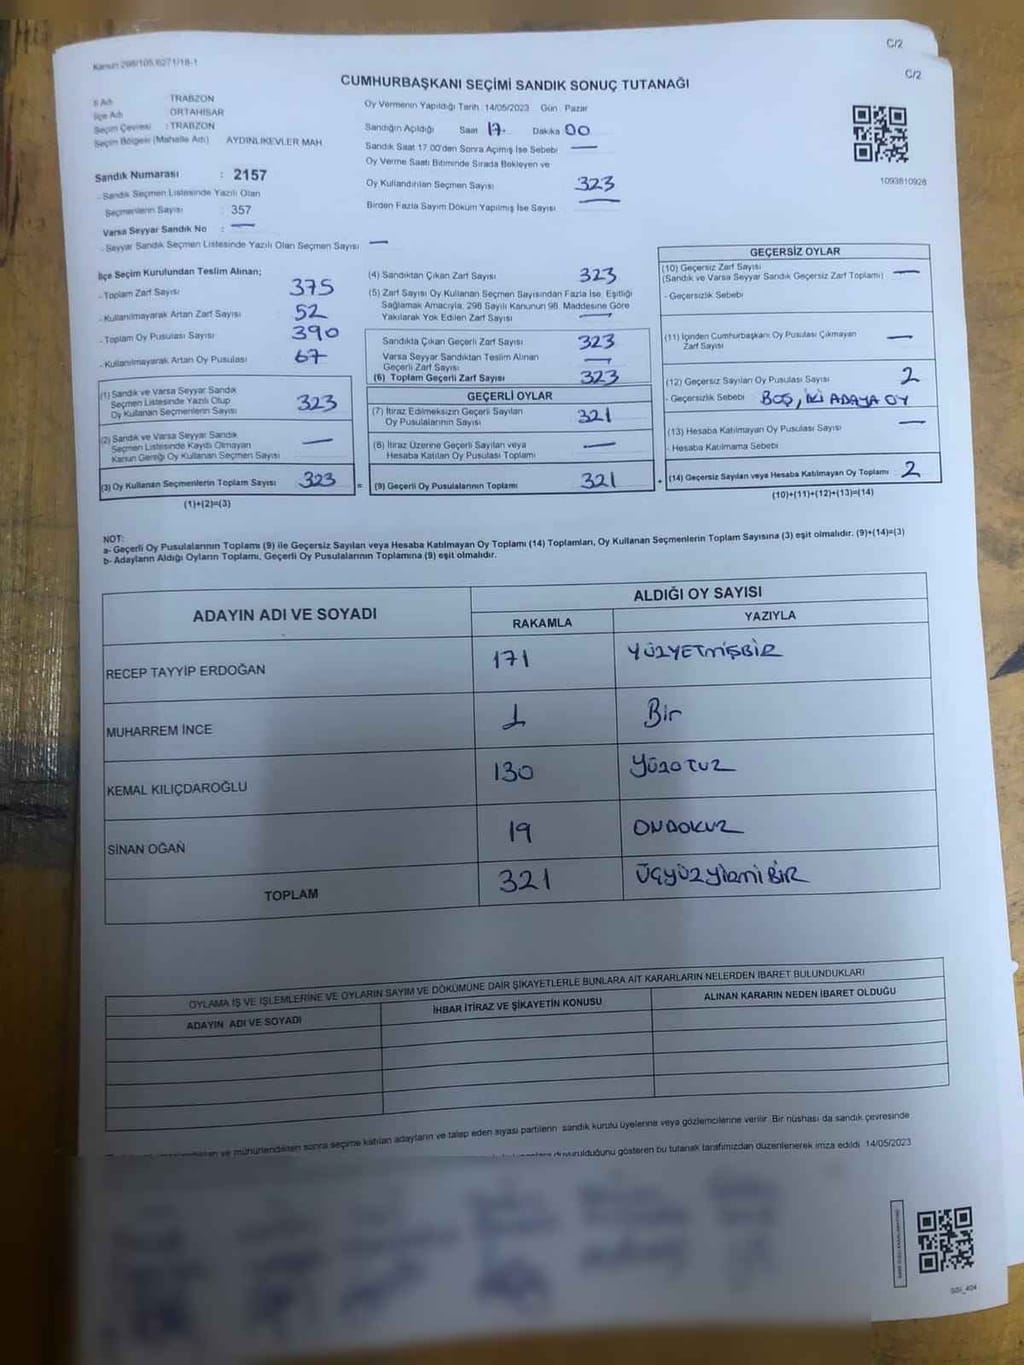 C/2
C/2
Kanun 298/105,6271/18-1
CUMHURBAŞKANI SEÇİMİ SANDIK SONUÇ TUTANAĞI
İl Adı TRABZON
İlçe Adı ORTAHİSAR
Seçim Çevresi : TRABZON
Seçim Bölgesi (Mahalle Adı) AYDINLIKEVLER MAH
Sandık Numarası : 2157
- Sandık Seçmen Listesinde Yazılı Olan
Seçmenlerin Sayısı : 357
Varsa Seyyar Sandık No : —
- Seyyar Sandık Seçmen Listesinde Yazılı Olan Seçmen Sayısı —
Oy Vermenin Yapıldığı Tarih 14/05/2023 Gün Pazar
Sandığın Açıldığı Saat 17. Dakika 00
Sandık Saat 17.00'den Sonra Açılmış İse Sebebi —
Oy Verme Saati Bitiminde Sırada Bekleyen ve
Oy Kullandırılan Seçmen Sayısı 323
Birden Fazla Sayım Döküm Yapılmış İse Sayısı —
1093810928
İlçe Seçim Kurulundan Teslim Alınan;
- Toplam Zarf Sayısı 375
- Kullanılmayarak Artan Zarf Sayısı 52
- Toplam Oy Pusulası Sayısı 390
- Kullanılmayarak Artan Oy Pusulası 67
(1) Sandık ve Varsa Seyyar Sandık
Seçmen Listesinde Yazılı Olup
Oy Kullanan Seçmenlerin Sayısı 323
(2) Sandık ve Varsa Seyyar Sandık
Seçmen Listesinde Kayıtlı Olmayan
Kanun Gereği Oy Kullanan Seçmen Sayısı —
(3) Oy Kullanan Seçmenlerin Toplam Sayısı 323
(1)+(2)=(3)
(4) Sandıktan Çıkan Zarf Sayısı 323
(5) Zarf Sayısı Oy Kullanan Seçmen Sayısından Fazla İse, Eşitliği
Sağlamak Amacıyla, 298 Sayılı Kanunun 98. Maddesine Göre
Yakılarak Yok Edilen Zarf Sayısı —
Sandıkta Çıkan Geçerli Zarf Sayısı 323
Varsa Seyyar Sandıktan Teslim Alınan
Geçerli Zarf Sayısı —
(6) Toplam Geçerli Zarf Sayısı 323
GEÇERLİ OYLAR
(7) İtiraz Edilmeksizin Geçerli Sayılan
Oy Pusulasının Sayısı 321
(8) İtiraz Üzerine Geçerli Sayılan veya
Hesaba Katılan Oy Pusulası Toplamı —
= (9) Geçerli Oy Pusulalarının Toplamı 321
GEÇERSİZ OYLAR
(10) Geçersiz Zarf Sayısı
(Sandık ve Varsa Seyyar Sandık Geçersiz Zarf Toplamı) —
- Geçersizlik Sebebi
(11) İçinden Cumhurbaşkanı Oy Pusulası Çıkmayan
Zarf Sayısı —
(12) Geçersiz Sayılan Oy Pusulası Sayısı 2
- Geçersizlik Sebebi BOŞ, İKİ ADAYA OY
(13) Hesaba Katılmayan Oy Pusulası Sayısı —
- Hesaba Katılmama Sebebi
+ (14) Geçersiz Sayılan veya Hesaba Katılmayan Oy Toplamı 2
(10)+(11)+(12)+(13)=(14)
NOT:
a- Geçerli Oy Pusulalarının Toplamı (9) ile Geçersiz Sayılan veya Hesaba Katılmayan Oy Toplamı (14) Toplamları, Oy Kullanan Seçmenlerin Toplam Sayısına (3) eşit olmalıdır. (9)+(14)=(3)
b- Adayların Aldığı Oyların Toplamı, Geçerli Oy Pusulalarının Toplamına (9) eşit olmalıdır.
ADAYIN ADI VE SOYADI ALDIĞI OY SAYISI
RAKAMLA YAZIYLA
RECEP TAYYİP ERDOĞAN 171 YÜZYETMİŞBİR
MUHARREM İNCE 1 Bir
KEMAL KILIÇDAROĞLU 130 YÜZOTUZ
SİNAN OĞAN 19 ONDOKUZ
TOPLAM 321 ÜÇYÜZYİRMİBİR
OYLAMA İŞ VE İŞLEMLERİNE VE OYLARIN SAYIM VE DÖKÜMÜNE DAİR ŞİKAYETLERLE BUNLARA AİT KARARLARIN NELERDEN İBARET BULUNDUKLARI
ADAYIN ADI VE SOYADI İHBAR İTİRAZ VE ŞİKAYETİN KONUSU ALINAN KARARIN NEDEN İBARET OLDUĞU
ve mühürlendikten sonra seçime katılan adayların ve talep eden siyasi partilerin sandık kurulu üyelerine veya gözlemcilerine verilir. Bir nüshası da sandık çevresinde
duyurulduğunu gösteren bu tutanak tarafımızdan düzenlenerek imza edildi. 14/05/2023